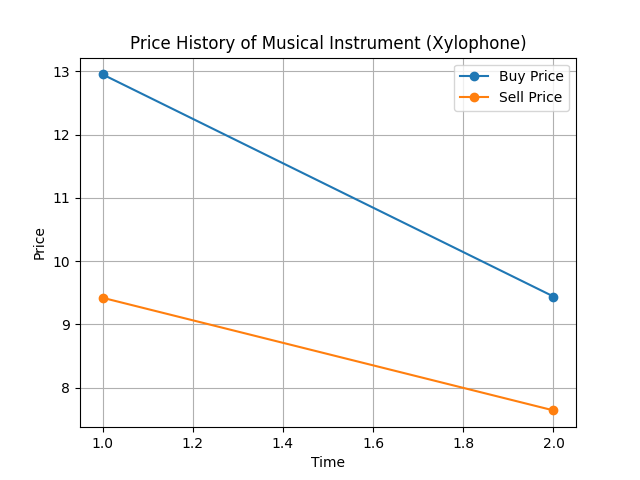 Price History of Musical Instrument (Xylophone)
Buy Price
Sell Price
13
12
11
10
9
8
Price
1.0 1.2 1.4 1.6 1.8 2.0
Time